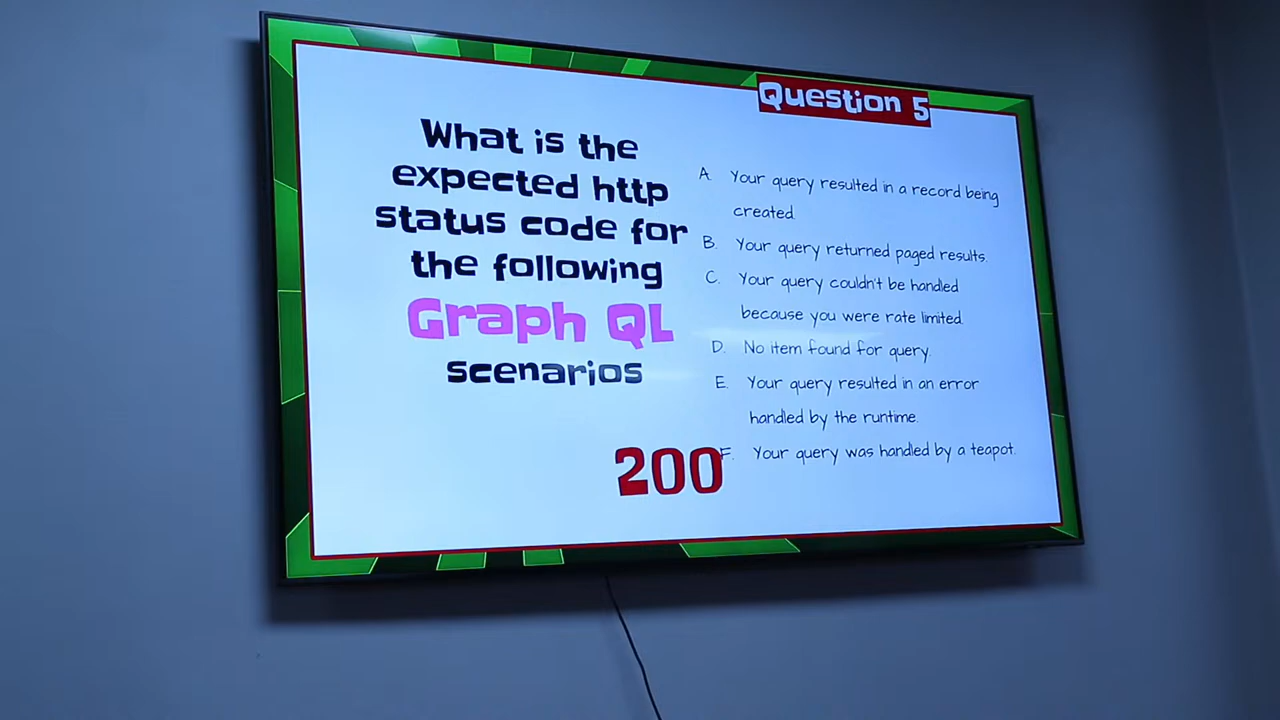 Question 5
What is the
expected http
status code for
the following
Graph QL
scenarios
A. Your query resulted in a record being
created.
B. Your query returned paged results.
C. Your query couldn't be handled
because you were rate limited.
D. No item found for query.
E. Your query resulted in an error
handled by the runtime.
F. Your query was handled by a teapot.
200